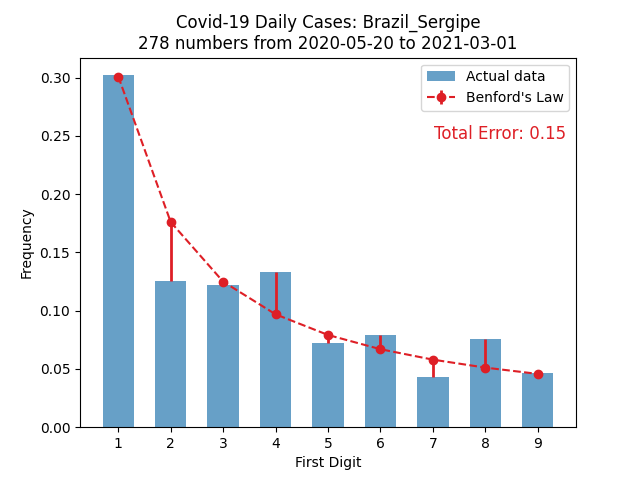 Covid-19 Daily Cases: Brazil_Sergipe
278 numbers from 2020-05-20 to 2021-03-01
Actual data
Benford's Law
Total Error: 0.15
Frequency
0.30
0.25
0.20
0.15
0.10
0.05
0.00
1 2 3 4 5 6 7 8 9
First Digit